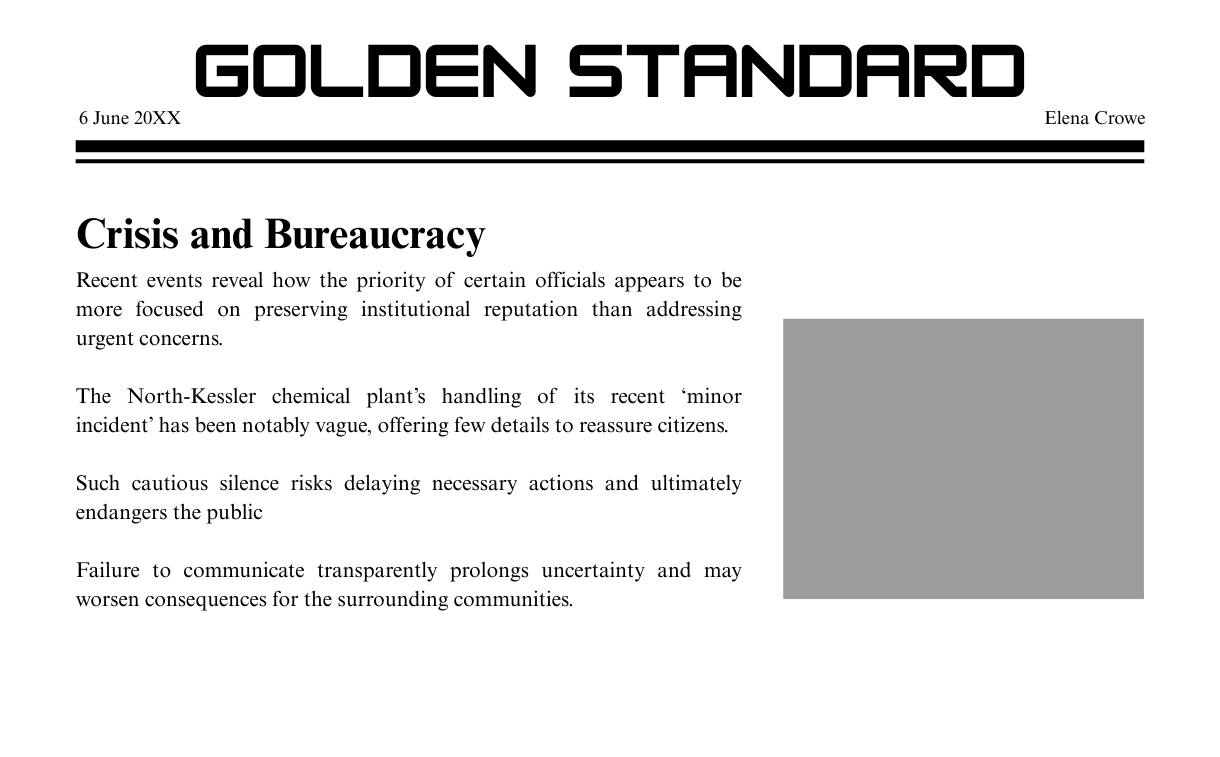 GOLDEN STANDARD
6 June 20XX
Elena Crowe
Crisis and Bureaucracy
Recent events reveal how the priority of certain officials appears to be
more focused on preserving institutional reputation than addressing
urgent concerns.
The North-Kessler chemical plant’s handling of its recent ‘minor
incident’ has been notably vague, offering few details to reassure citizens.
Such cautious silence risks delaying necessary actions and ultimately
endangers the public
Failure to communicate transparently prolongs uncertainty and may
worsen consequences for the surrounding communities.